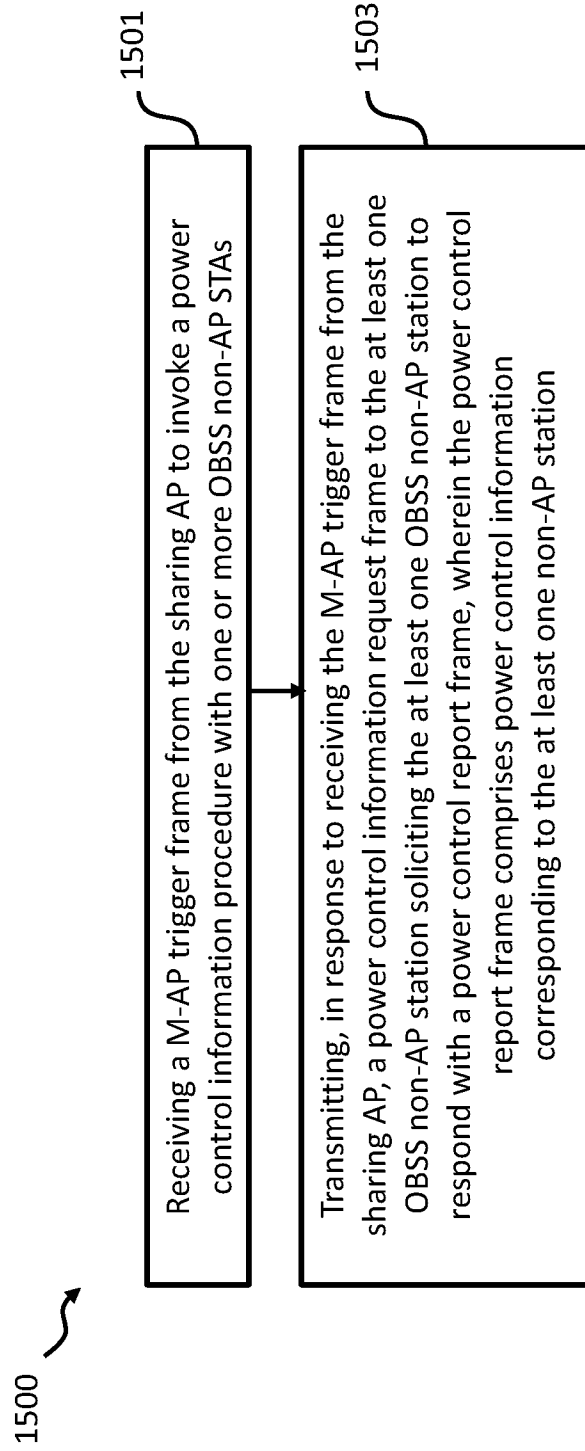 1500
Receiving a M-AP trigger frame from the sharing AP to invoke a power
control information procedure with one or more OBSS non-AP STAs
1501
Transmitting, in response to receiving the M-AP trigger frame from the
sharing AP, a power control information request frame to the at least one
OBSS non-AP station soliciting the at least one OBSS non-AP station to
respond with a power control report frame, wherein the power control
report frame comprises power control information
corresponding to the at least one non-AP station
1503